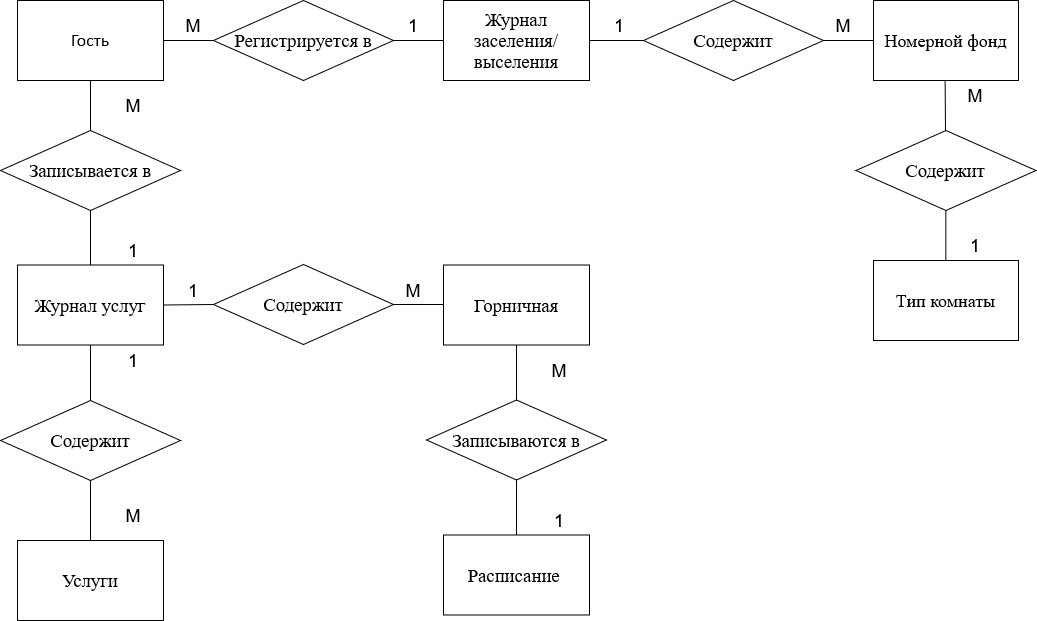 Гость
М
Регистрируется в
1
Журнал
заселения/
выселения
1
Содержит
М
Номерной фонд
М
М
Записывается в
Содержит
1
1
Журнал услуг
1
Содержит
М
Горничная
Тип комнаты
1
М
Содержит
Записываются в
М
1
Услуги
Расписание